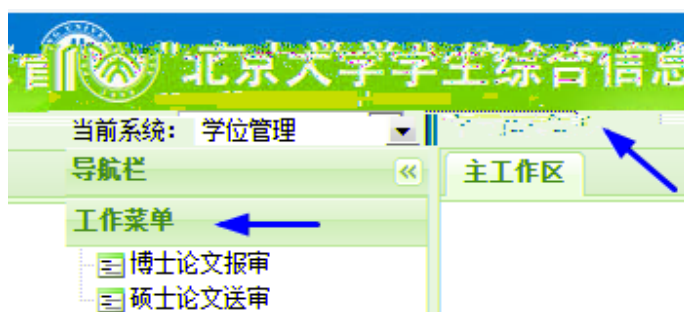 北京大学学生综合信息
当前系统： 学位管理
导航栏
主工作区
工作菜单
博士论文报审
硕士论文送审